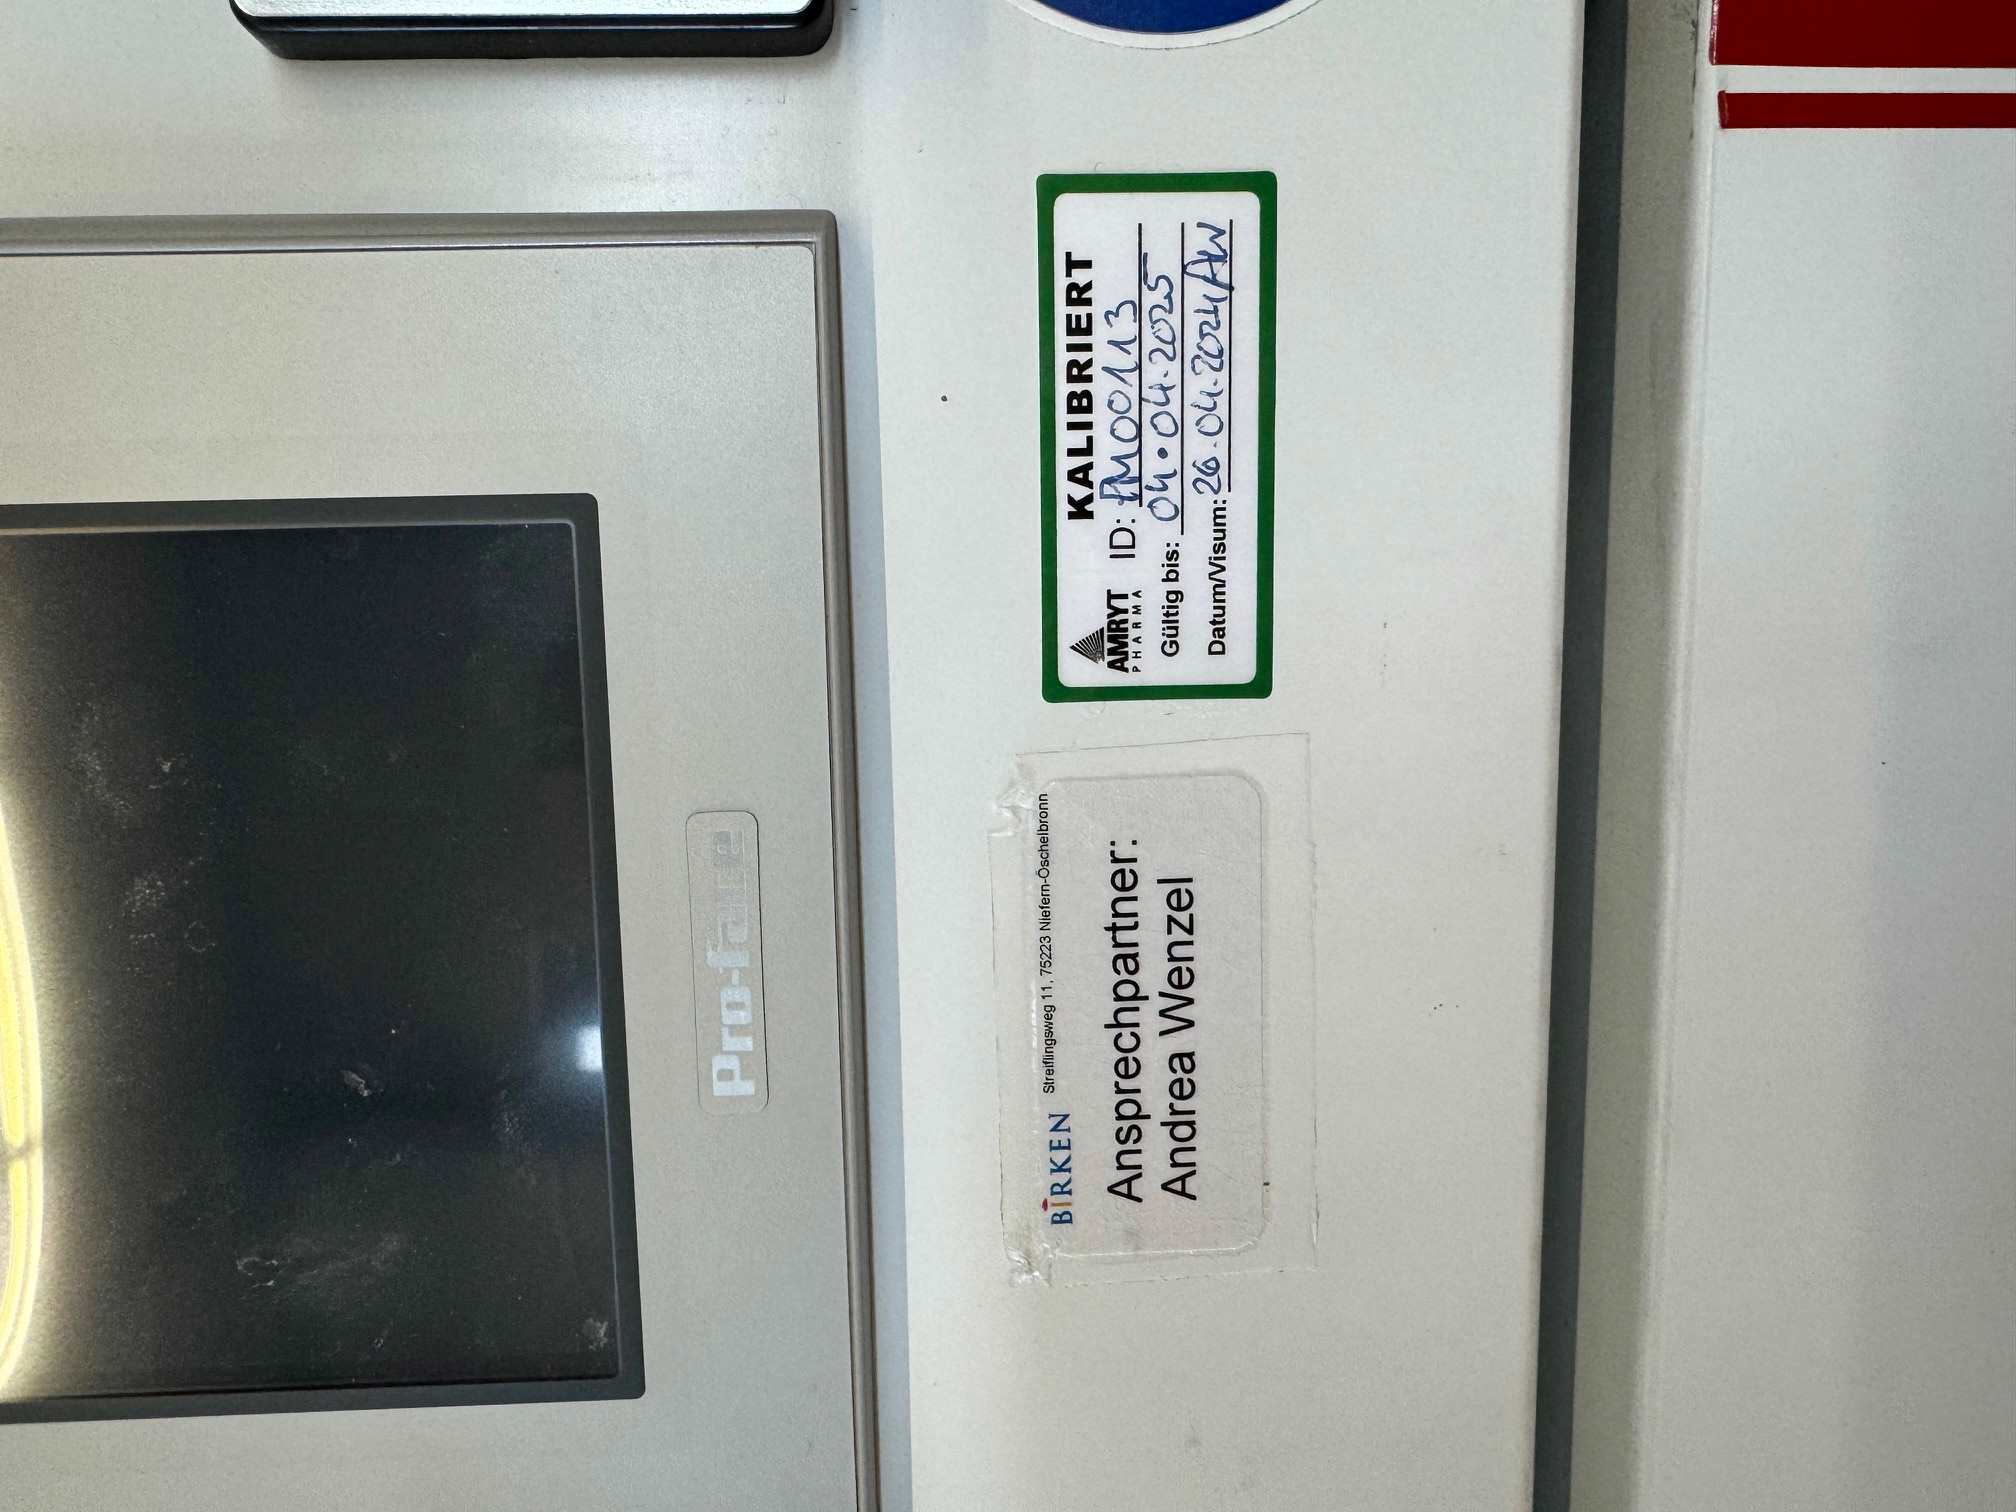 Pro-face
KALIBRIERT
AMRYT
PHARMA
ID: PM00113
Gültig bis: 04.04.2025
Datum/Visum: 26.04.2024/AW
BIRKEN Streiflingsweg 11, 75223 Niefern-Öschelbronn
Ansprechpartner:
Andrea Wenzel